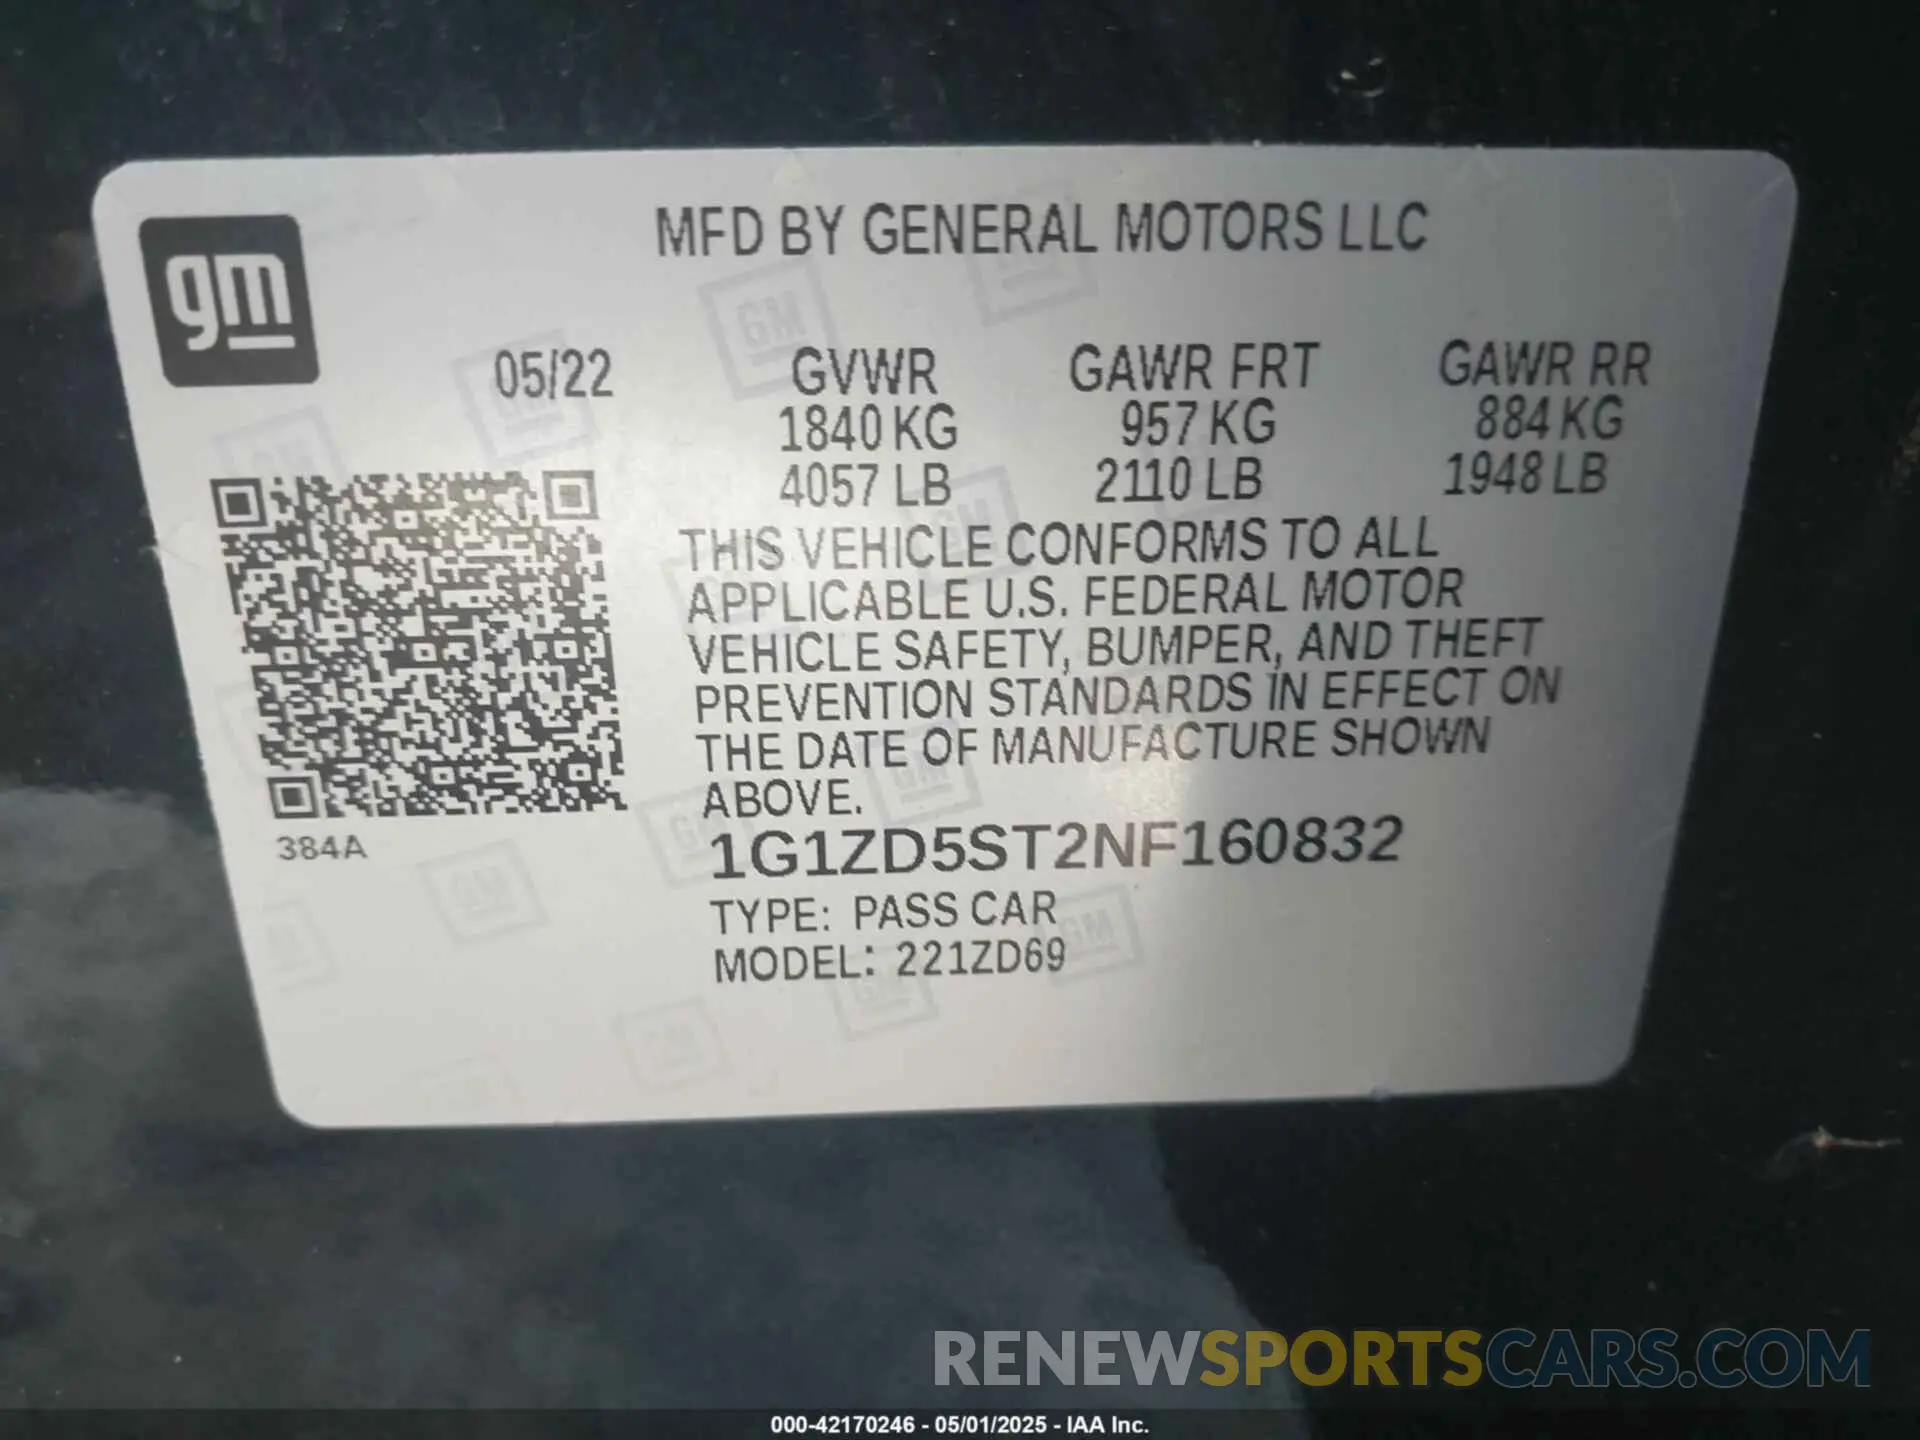 MFD BY GENERAL MOTORS LLC
gm
05/22
GVWR GAWR FRT GAWR RR
1840 KG 957 KG 884 KG
4057 LB 2110 LB 1948 LB
THIS VEHICLE CONFORMS TO ALL
APPLICABLE U.S. FEDERAL MOTOR
VEHICLE SAFETY, BUMPER, AND THEFT
PREVENTION STANDARDS IN EFFECT ON
THE DATE OF MANUFACTURE SHOWN
ABOVE.
384A
1G1ZD5ST2NF160832
TYPE: PASS CAR
MODEL: 221ZD69
RENEWSPORTSCARS.COM
000-42170246 - 05/01/2025 - IAA Inc.